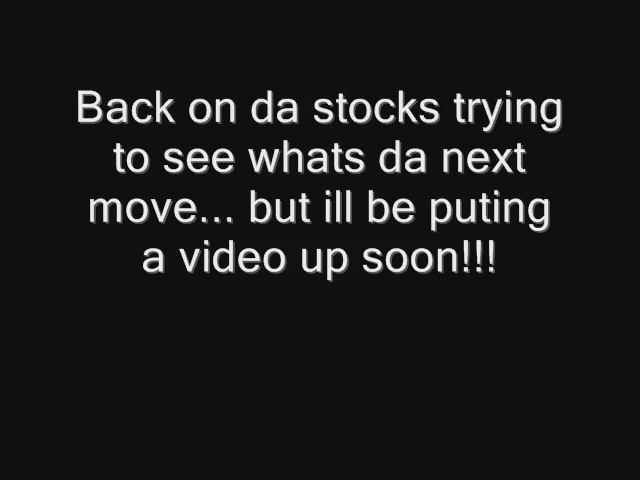 Back on da stocks trying
to see whats da next
move... but ill be puting
a video up soon!!!